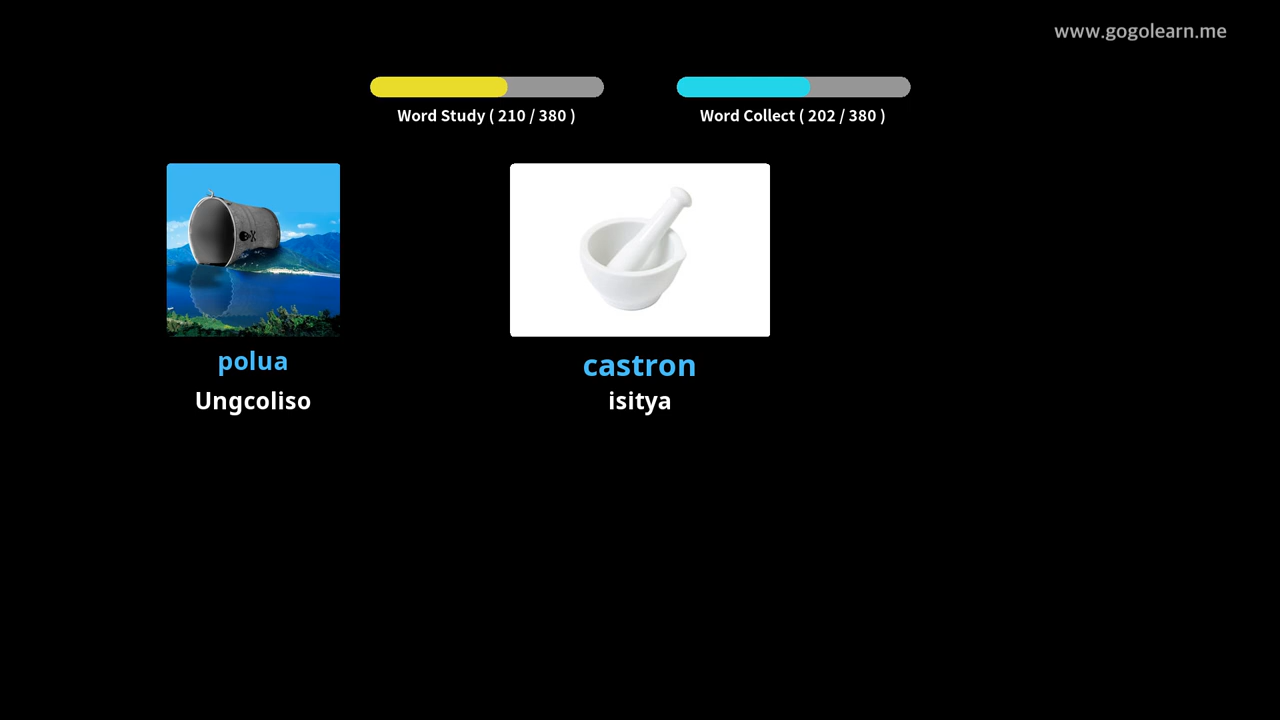 www.gogolearn.me
Word Study ( 210 / 380 )
Word Collect ( 202 / 380 )
polua
Ungcoliso
castron
isitya